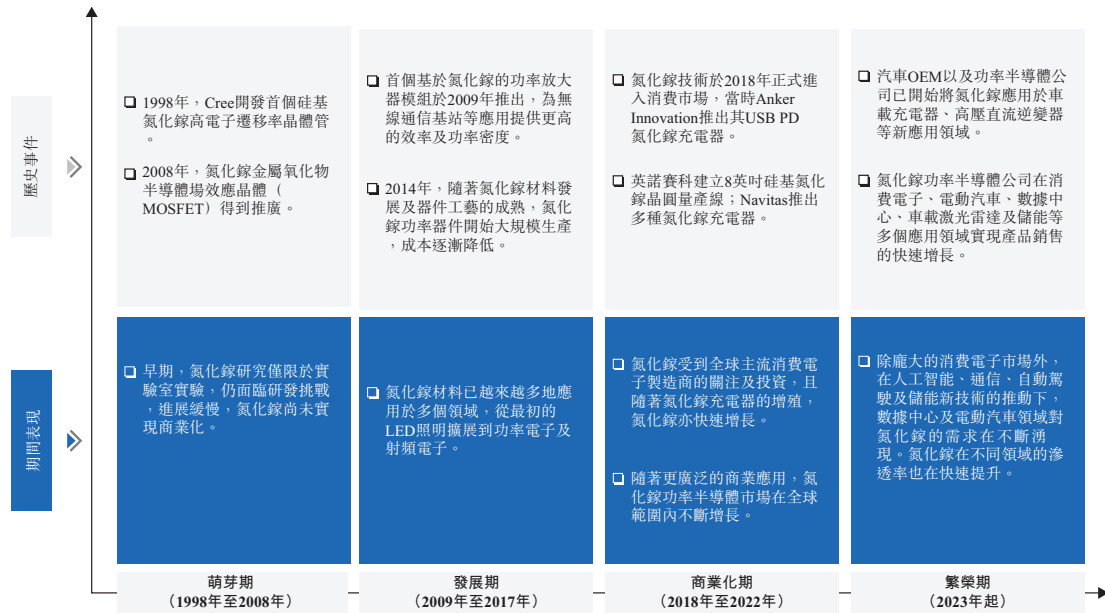 歷史事件
❑ 1998年，Cree開發首個硅基
氮化鎵高電子遷移率晶體管
。
❑ 2008年，氮化鎵金屬氧化物
半導體場效應晶體（
MOSFET）得到推廣。
❑ 首個基於氮化鎵的功率放大
器模組於2009年推出，為無
線通信基站等應用提供更高
的效率及功率密度。
❑ 2014年，隨著氮化鎵材料發
展及器件工藝的成熟，氮化
鎵功率器件開始大規模生產
，成本逐漸降低。
❑ 氮化鎵技術於2018年正式進
入消費市場，當時Anker
Innovation推出其USB PD
氮化鎵充電器。
❑ 英諾賽科建立8英吋硅基氮化
鎵晶圓量產線；Navitas推出
多種氮化鎵充電器。
❑ 汽車OEM以及功率半導體公
司已開始將氮化鎵應用於車
載充電器、高壓直流逆變器
等新應用領域。
❑ 氮化鎵功率半導體公司在消
費電子、電動汽車、數據中
心、車載激光雷達及儲能等
多個應用領域實現產品銷售
的快速增長。
期間表現
❑ 早期，氮化鎵研究僅限於實
驗室實驗，仍面臨研發挑戰
，進展緩慢，氮化鎵尚未實
現商業化。
❑ 氮化鎵材料已越來越多地應
用於多個領域，從最初的
LED照明擴展到功率電子及
射頻電子。
❑ 氮化鎵受到全球主流消費電
子製造商的關注及投資，且
隨著氮化鎵充電器的增殖，
氮化鎵亦快速增長。
❑ 隨著更廣泛的商業應用，氮
化鎵功率半導體市場在全球
範圍內不斷增長。
❑ 除龐大的消費電子市場外，
在人工智能、通信、自動駕
駛及儲能新技術的推動下，
數據中心及電動汽車領域對
氮化鎵的需求在不斷湧
現。氮化鎵在不同領域的滲
透率也在快速提升。
萌芽期
（1998年至2008年）
發展期
（2009年至2017年）
商業化期
（2018年至2022年）
繁榮期
（2023年起）